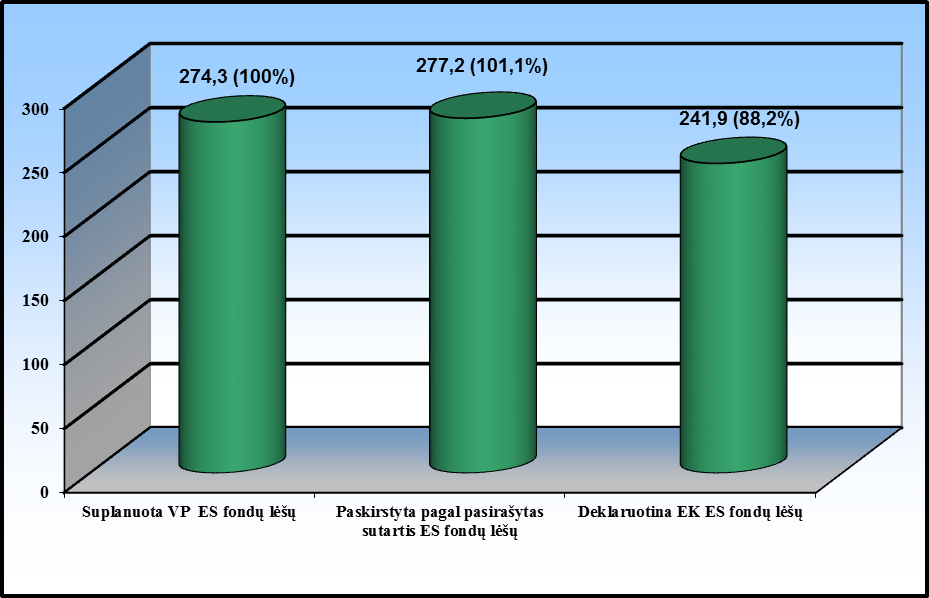 274,3 (100%)
277,2 (101,1%)
241,9 (88,2%)
300
250
200
150
100
50
0
Suplanuota VP ES fondų lėšų
Paskirstyta pagal pasirašytas
sutartis ES fondų lėšų
Deklaruotina EK ES fondų lėšų